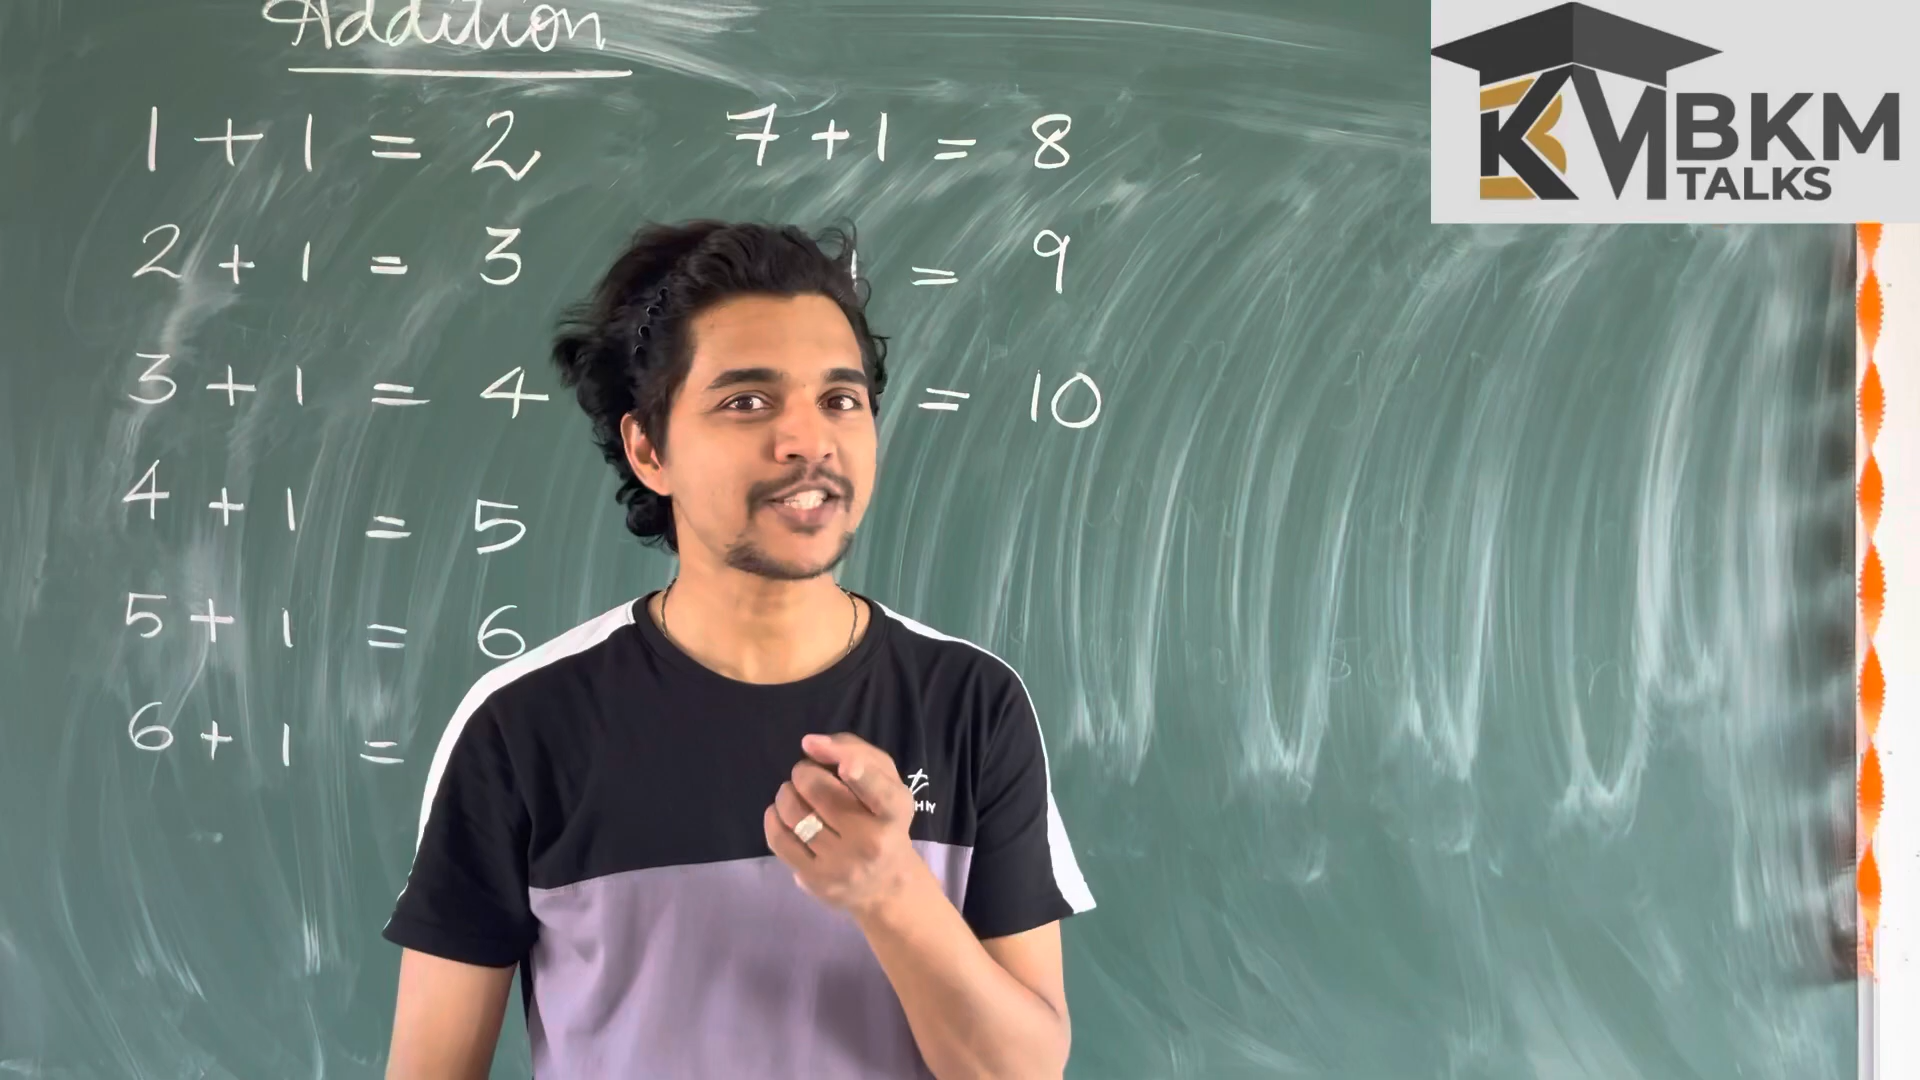 Addition
1 + 1 = 2
2 + 1 = 3
3 + 1 = 4
4 + 1 = 5
5 + 1 = 6
6 + 1 =
7 + 1 = 8
1 = 9
= 10
BKM
TALKS